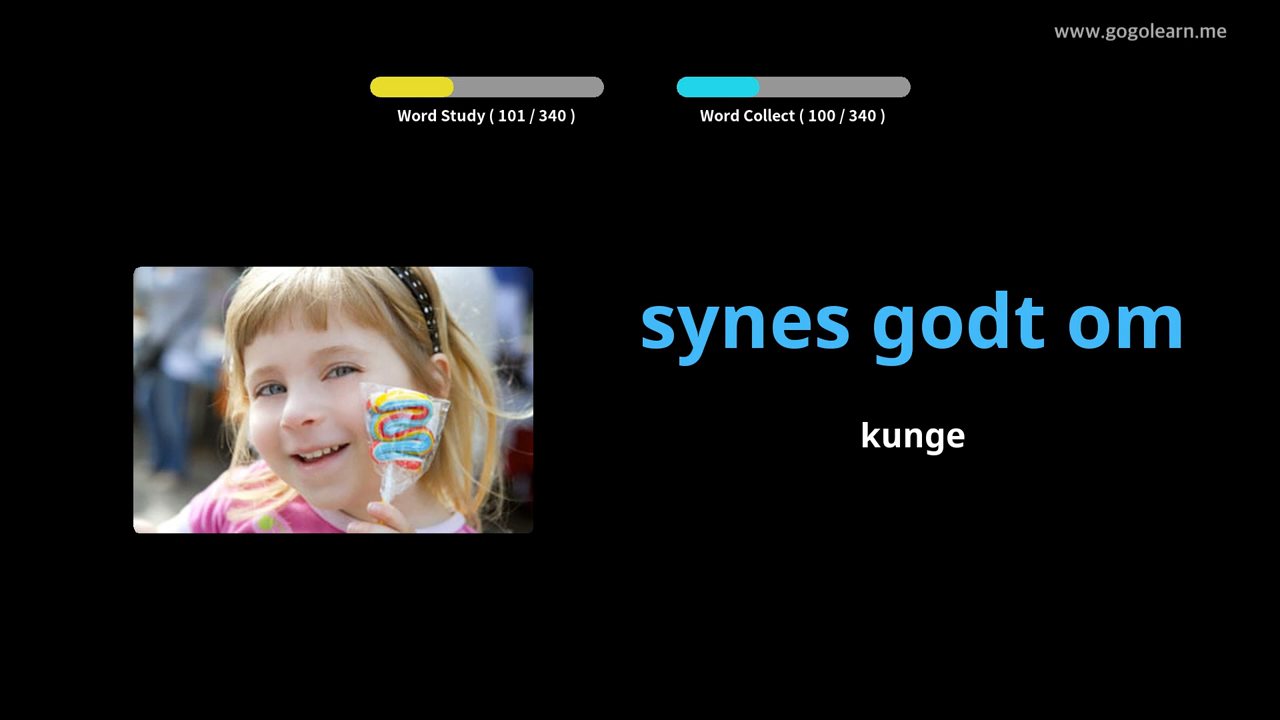 www.gogolearn.me
Word Study ( 101 / 340 )
Word Collect ( 100 / 340 )
synes godt om
kunge